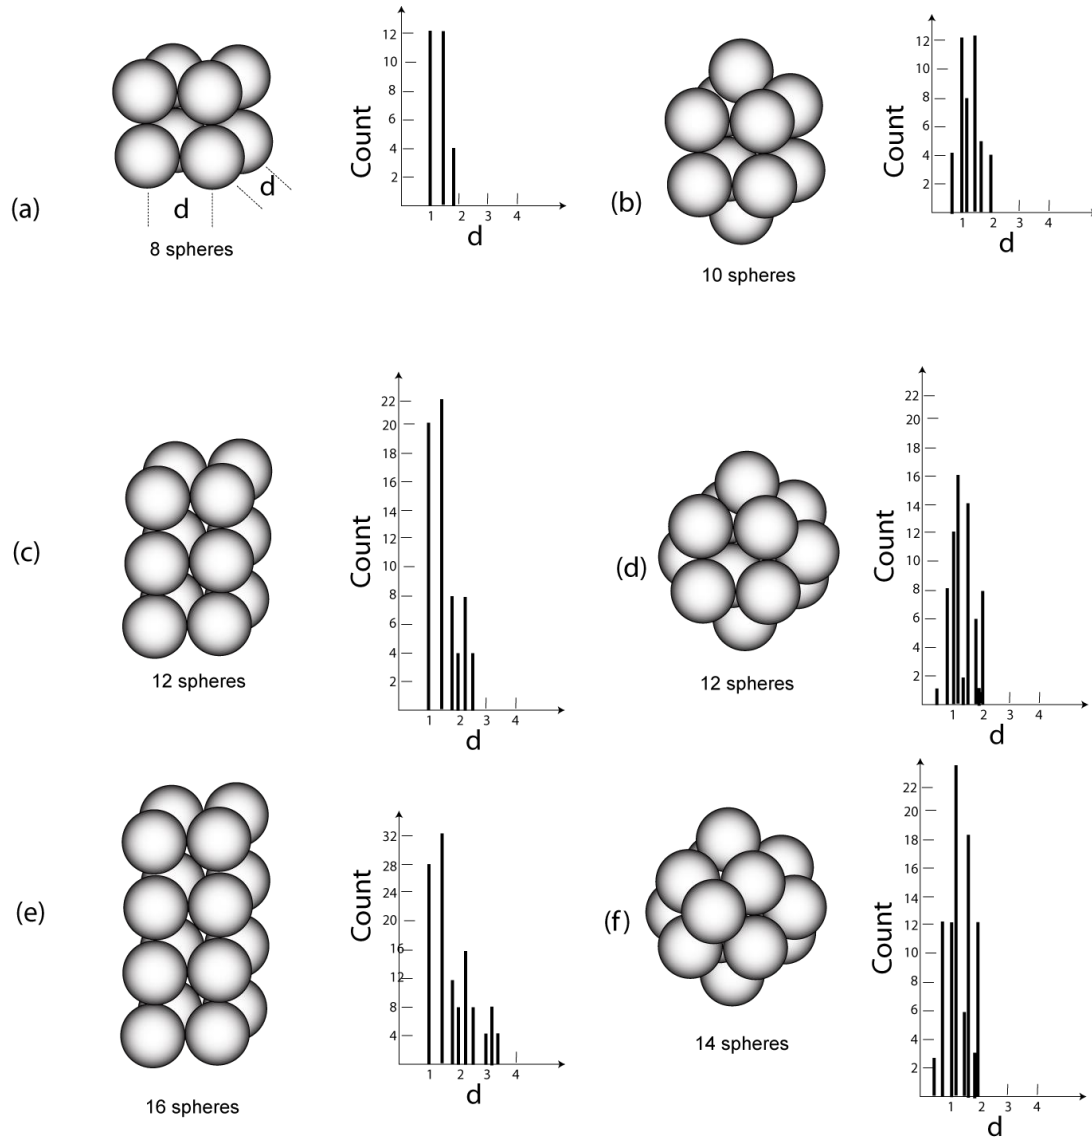 (a)
d
d
8 spheres
Count
12
10
8
6
4
2
1 2 3 4
d
(b)
10 spheres
Count
12
10
8
6
4
2
1 2 3 4
d
(c)
12 spheres
Count
22
20
18
16
14
12
10
8
6
4
2
1 2 3 4
d
(d)
12 spheres
Count
22
20
18
16
14
12
10
8
6
4
2
1 2 3 4
d
(e)
16 spheres
Count
32
28
24
20
16
12
8
4
1 2 3 4
d
(f)
14 spheres
Count
22
20
18
16
14
12
10
8
6
4
2
1 2 3 4
d